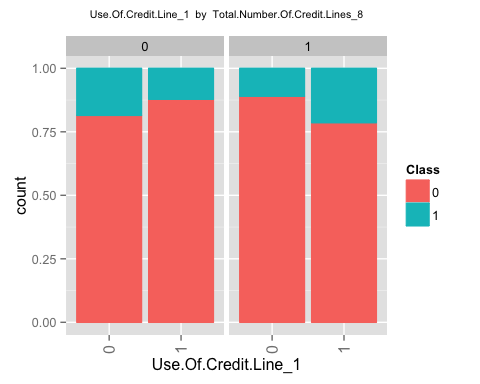 Use.Of.Credit.Line_1 by Total.Number.Of.Credit.Lines_8
0 1
1.00
0.75
0.50
0.25
0.00
count
0 1 0 1
Use.Of.Credit.Line_1
Class
0
1